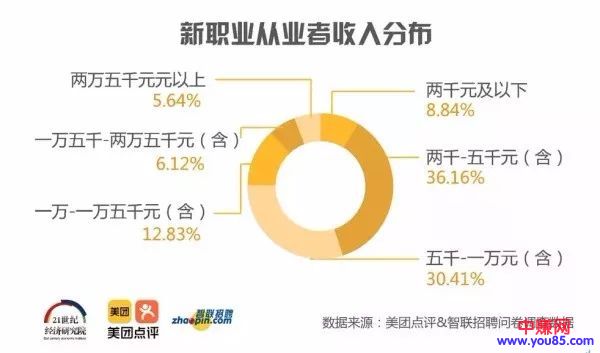 新职业从业者收入分布
两万五千元元以上
5.64%
两千元及以下
8.84%
一万五千-两万五千元（含）
6.12%
两千-五千元（含）
36.16%
一万-一万五千元（含）
12.83%
五千-一万元（含）
30.41%
21世纪
经济研究院
美团
美团点评
智联招聘
zhaopin.com
数据来源：美团点评&智联招聘问卷调查数据
中赚网
www.you85.com